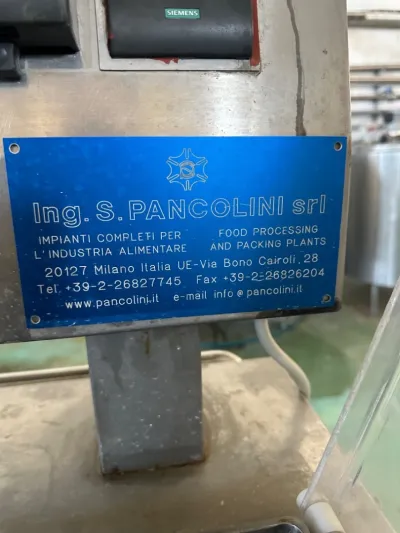 SIEMENS
Ing. S. PANCOLINI srl
IMPIANTI COMPLETI PER
L'INDUSTRIA ALIMENTARE
FOOD PROCESSING
AND PACKING PLANTS
20127 Milano Italia UE-Via Bono Cairoli, 28
Tel. +39-2-26827745 Fax +39-2-26826204
www.pancolini.it e-mail info@pancolini.it